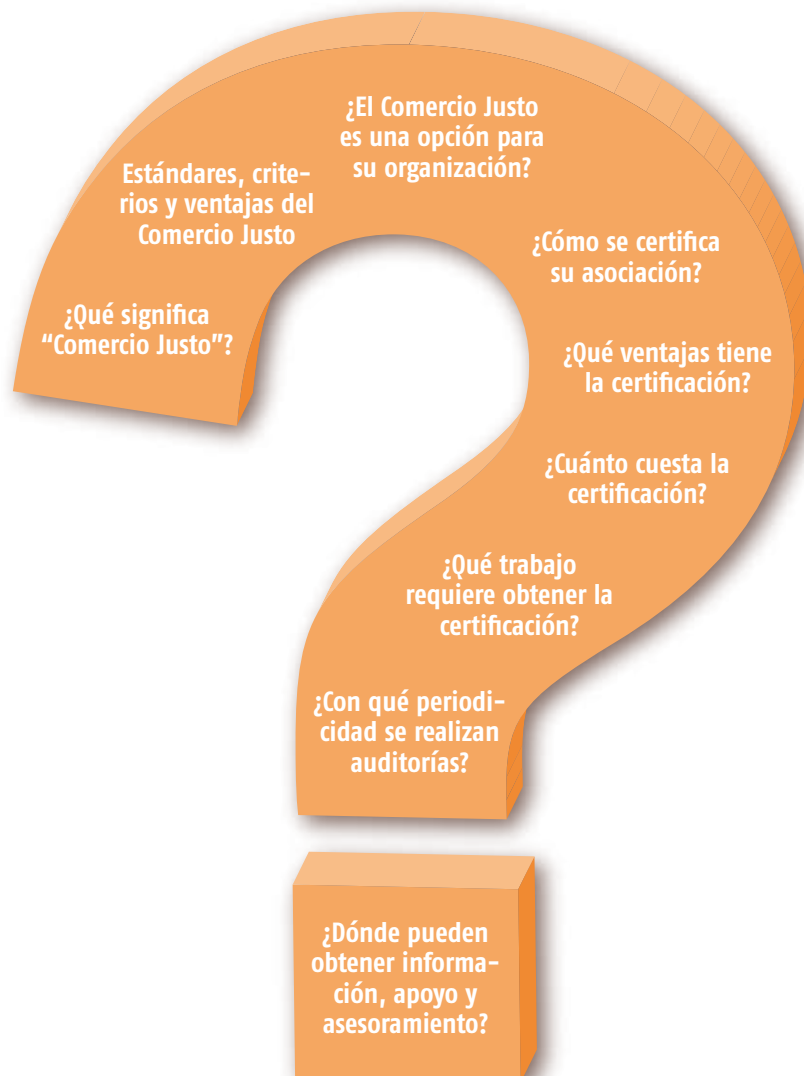 ¿Qué significa
“Comercio Justo”?
Estándares, crite-
rios y ventajas del
Comercio Justo
¿El Comercio Justo
es una opción para
su organización?
¿Cómo se certifica
su asociación?
¿Qué ventajas tiene
la certificación?
¿Cuánto cuesta la
certificación?
¿Qué trabajo
requiere obtener la
certificación?
¿Con qué periodi-
cidad se realizan
auditorías?
¿Dónde pueden
obtener informa-
ción, apoyo y
asesoramiento?